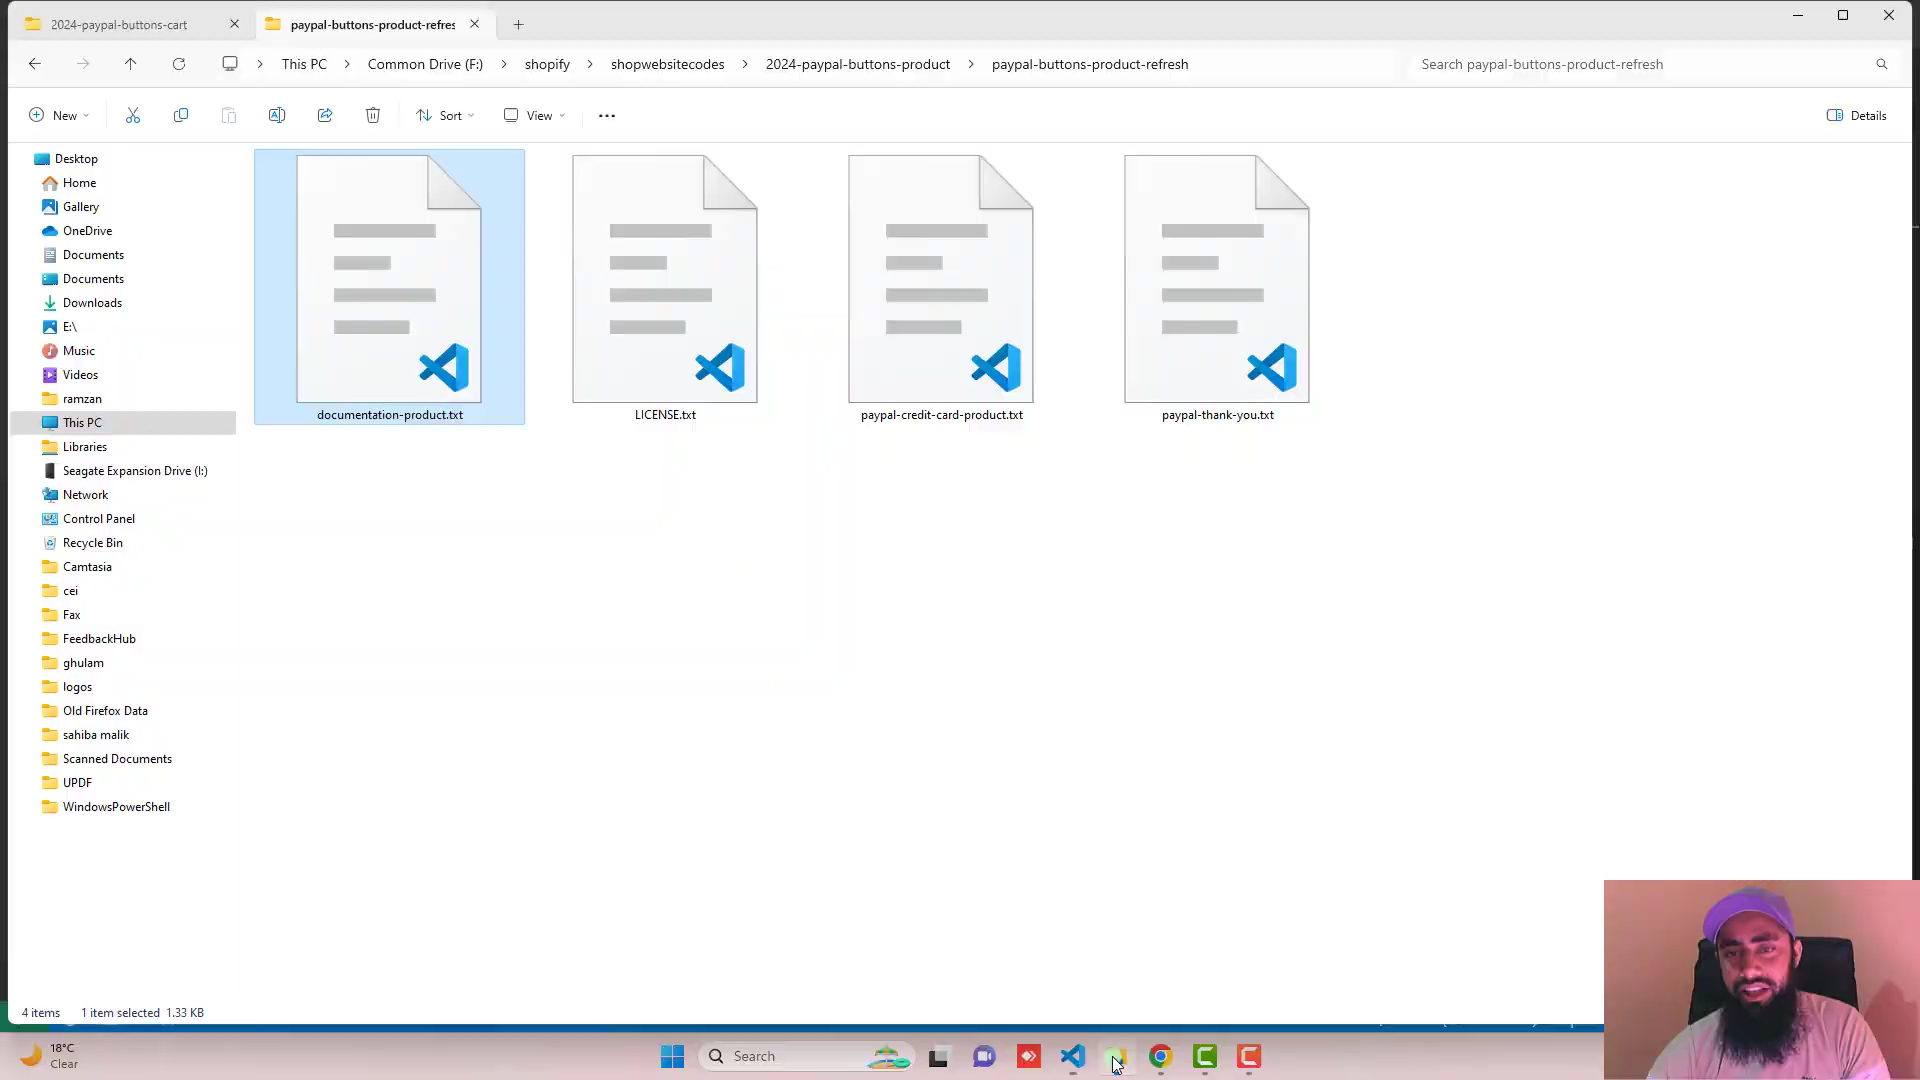 2024-paypal-buttons-cart
paypal-buttons-product-refres
This PC
Common Drive (F:)
shopify
shopwebsitecodes
2024-paypal-buttons-product
paypal-buttons-product-refresh
Search paypal-buttons-product-refresh
New
Sort
View
Details
Desktop
Home
Gallery
OneDrive
Documents
Documents
Downloads
E:\
Music
Videos
ramzan
This PC
Libraries
Seagate Expansion Drive (I:)
Network
Control Panel
Recycle Bin
Camtasia
cei
Fax
FeedbackHub
ghulam
logos
Old Firefox Data
sahiba malik
Scanned Documents
UPDF
WindowsPowerShell
documentation-product.txt
LICENSE.txt
paypal-credit-card-product.txt
paypal-thank-you.txt
4 items
1 item selected 1.33 KB
18°C
Clear
Search